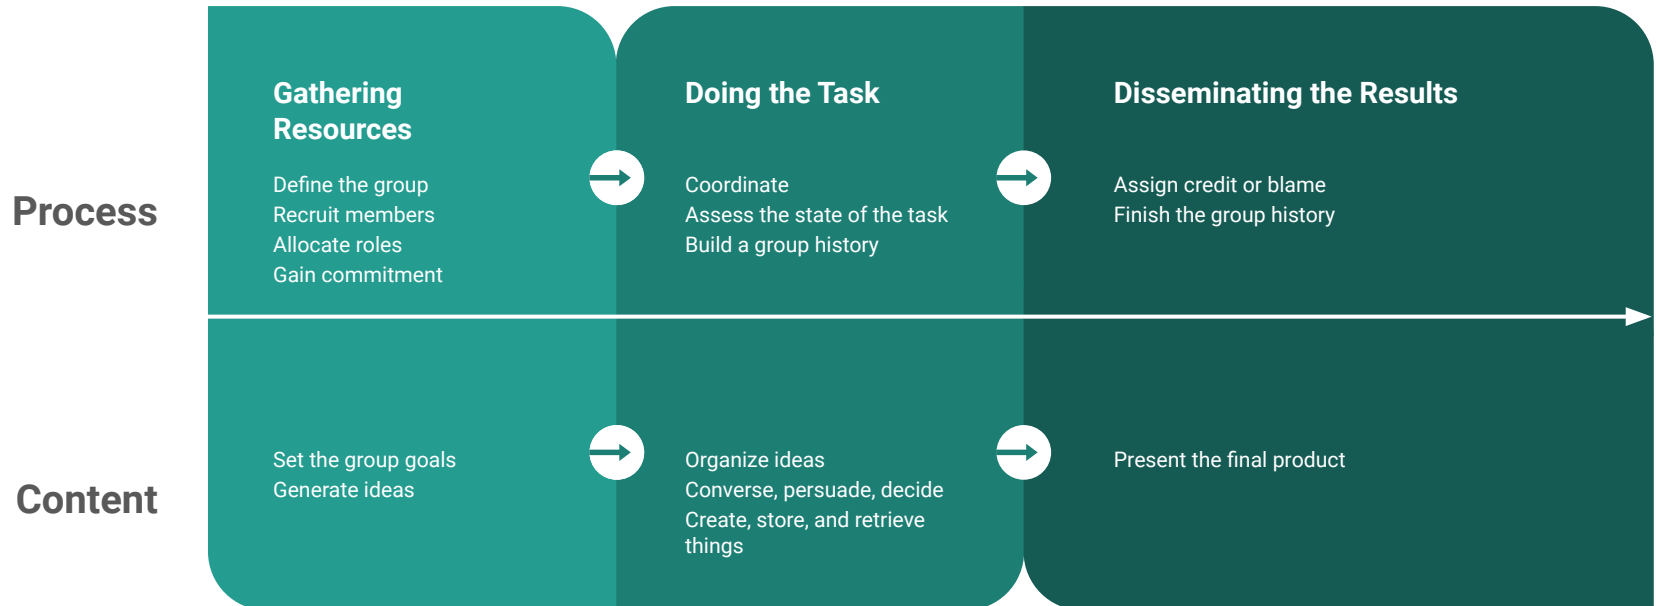 Gathering
Resources
Doing the Task
Disseminating the Results
Process
Define the group
Recruit members
Allocate roles
Gain commitment
Coordinate
Assess the state of the task
Build a group history
Assign credit or blame
Finish the group history
Content
Set the group goals
Generate ideas
Organize ideas
Converse, persuade, decide
Create, store, and retrieve
things
Present the final product